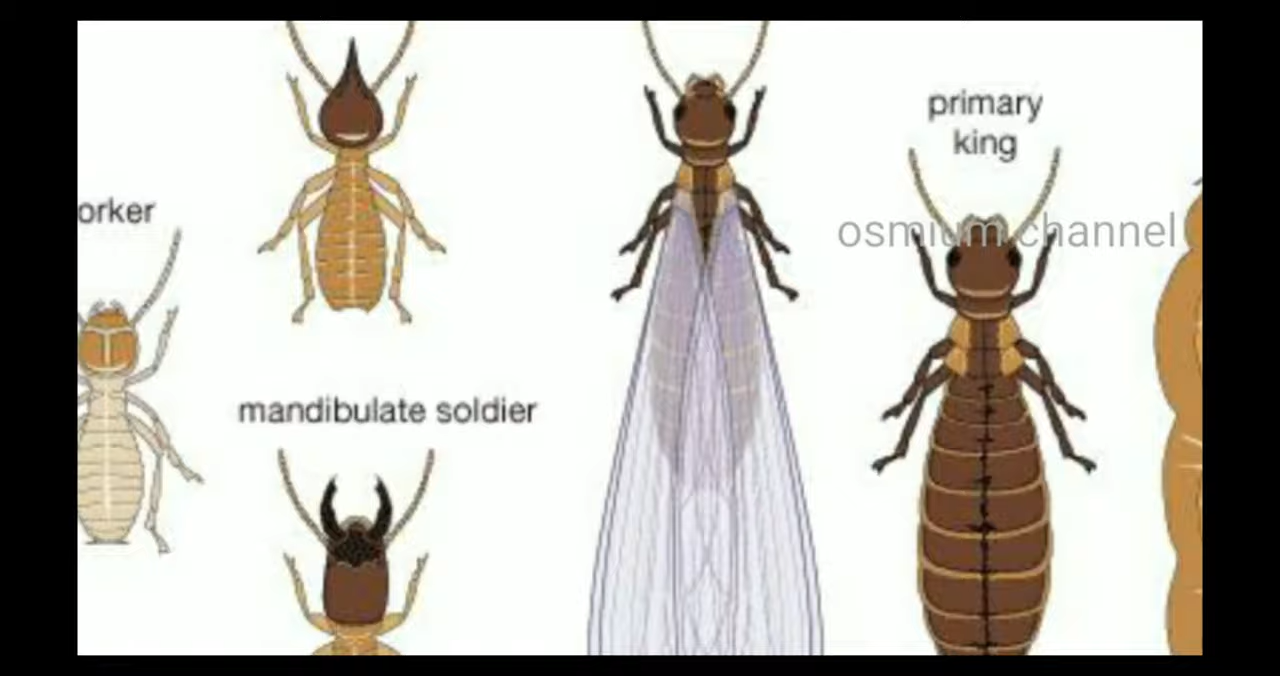 primary
king
orker
osmium channel
mandibulate soldier